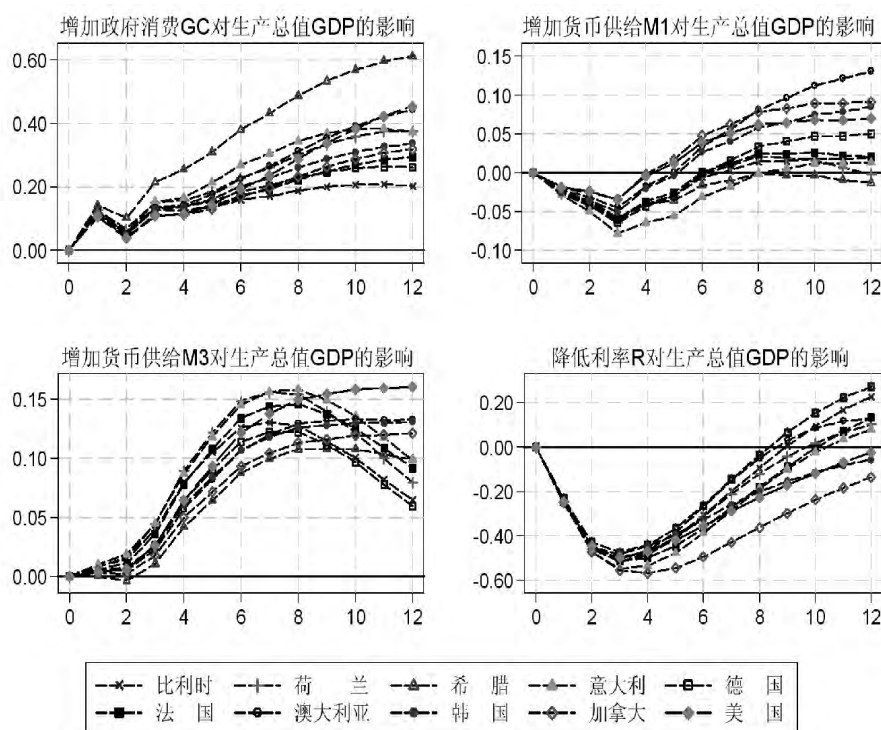 增加政府消费GC对生产总值GDP的影响
0.60
0.40
0.20
0.00
0 2 4 6 8 10 12
增加货币供给M1对生产总值GDP的影响
0.15
0.10
0.05
0.00
-0.05
-0.10
0 2 4 6 8 10 12
增加货币供给M3对生产总值GDP的影响
0.15
0.10
0.05
0.00
0 2 4 6 8 10 12
降低利率R对生产总值GDP的影响
0.20
0.00
-0.20
-0.40
-0.60
0 2 4 6 8 10 12
比利时 荷 兰 希 腊 意大利 德 国
法 国 澳大利亚 韩 国 加拿大 美 国